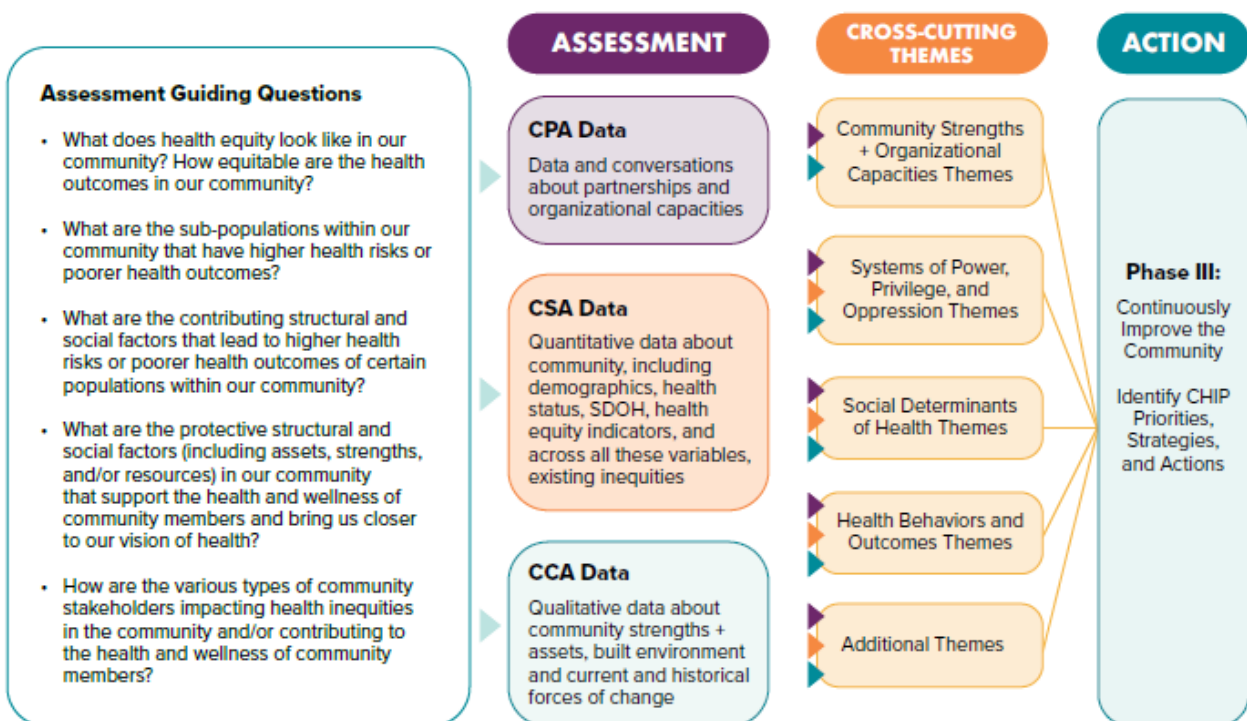 Assessment Guiding Questions
• What does health equity look like in our
community? How equitable are the health
outcomes in our community?
• What are the sub-populations within our
community that have higher health risks or
poorer health outcomes?
• What are the contributing structural and
social factors that lead to higher health
risks or poorer health outcomes of certain
populations within our community?
• What are the protective structural and
social factors (including assets, strengths,
and/or resources) in our community
that support the health and wellness of
community members and bring us closer
to our vision of health?
• How are the various types of community
stakeholders impacting health inequities
in the community and/or contributing to
the health and wellness of community
members?
ASSESSMENT
CPA Data
Data and conversations
about partnerships and
organizational capacities
CSA Data
Quantitative data about
community, including
demographics, health
status, SDOH, health
equity indicators, and
across all these variables,
existing inequities
CCA Data
Qualitative data about
community strengths +
assets, built environment
and current and historical
forces of change
CROSS-CUTTING
THEMES
Community Strengths
+ Organizational
Capacities Themes
Systems of Power,
Privilege, and
Oppression Themes
Social Determinants
of Health Themes
Health Behaviors and
Outcomes Themes
Additional Themes
ACTION
Phase III:
Continuously
Improve the
Community
Identify CHIP
Priorities,
Strategies,
and Actions